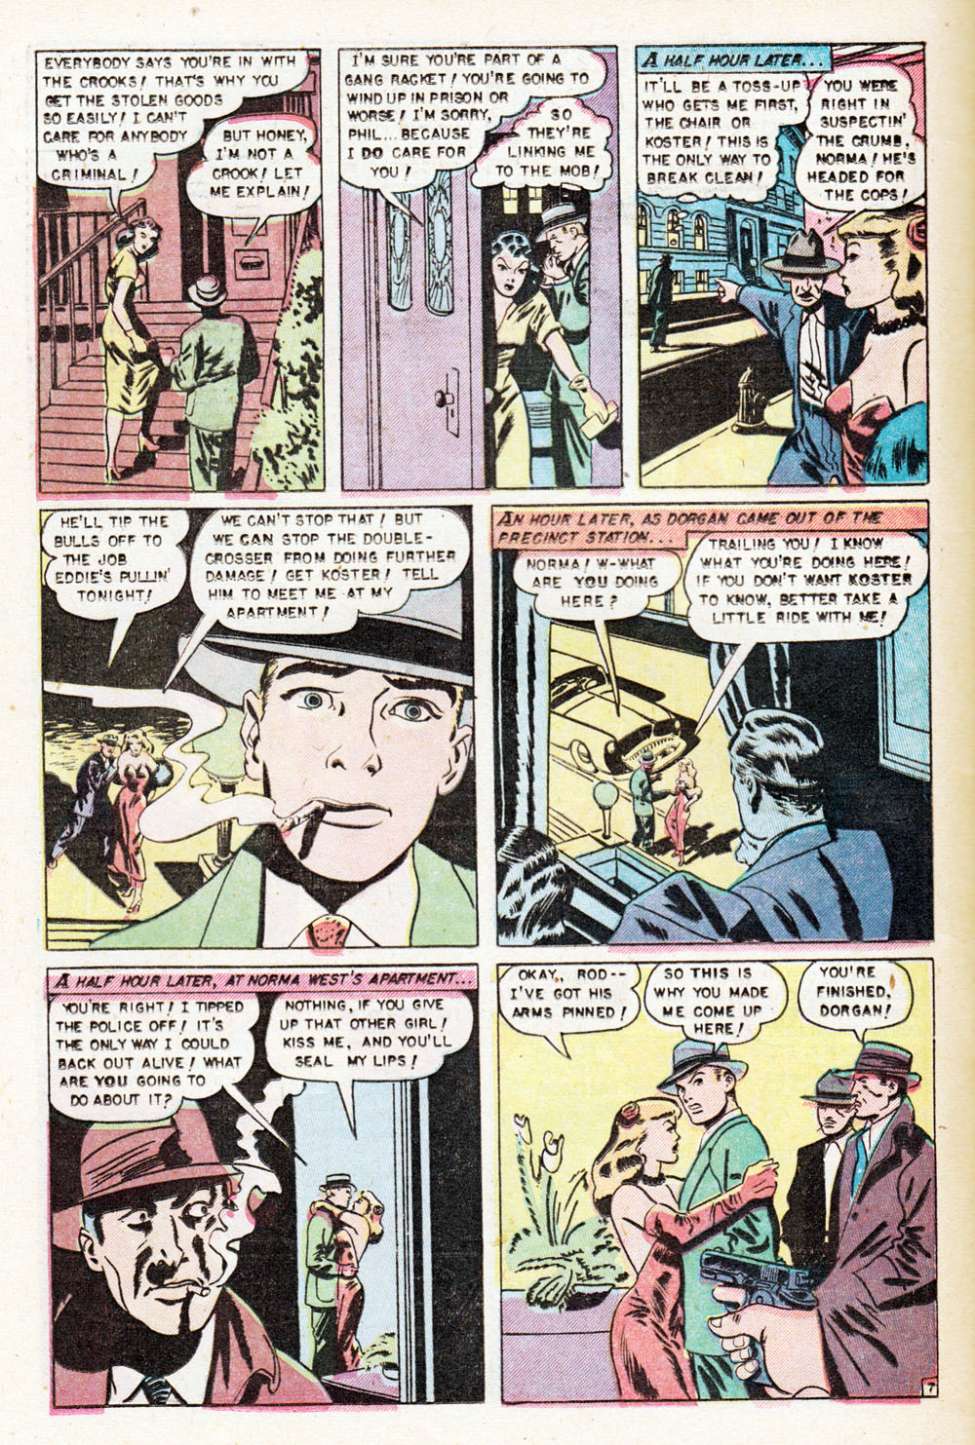 EVERYBODY SAYS YOU'RE IN WITH
THE CROOKS! THAT'S WHY YOU
GET THE STOLEN GOODS
SO EASILY! I CAN'T
CARE FOR ANYBODY
WHO'S A
CRIMINAL!
BUT HONEY,
I'M NOT A
CROOK! LET
ME EXPLAIN!
I'M SURE YOU'RE PART OF A
GANG RACKET! YOU'RE GOING TO
WIND UP IN PRISON OR
WORSE! I'M SORRY,
PHIL... BECAUSE
I DO CARE FOR
YOU!
SO
THEY'RE
LINKING ME
TO THE MOB!
A HALF HOUR LATER...
IT'LL BE A TOSS-UP
WHO GETS ME FIRST,
THE CHAIR OR
KOSTER! THIS IS
THE ONLY WAY TO
BREAK CLEAN!
YOU WERE
RIGHT IN
SUSPECTIN'
THE CRUMB,
NORMA! HE'S
HEADED FOR
THE COPS!
HE'LL TIP THE
BULLS OFF TO
THE JOB
EDDIE'S PULLIN'
TONIGHT!
WE CAN'T STOP THAT! BUT
WE CAN STOP THE DOUBLE-
CROSSER FROM DOING FURTHER
DAMAGE! GET KOSTER! TELL
HIM TO MEET ME AT MY
APARTMENT!
AN HOUR LATER, AS DORGAN CAME OUT OF THE
PRECINCT STATION...
NORMA! W-WHAT
ARE YOU DOING
HERE?
TRAILING YOU! I KNOW
WHAT YOU'RE DOING HERE!
IF YOU DON'T WANT KOSTER
TO KNOW, BETTER TAKE A
LITTLE RIDE WITH ME!
A HALF HOUR LATER, AT NORMA WEST'S APARTMENT...
YOU'RE RIGHT! I TIPPED
THE POLICE OFF! IT'S
THE ONLY WAY I COULD
BACK OUT ALIVE! WHAT
ARE YOU GOING TO
DO ABOUT IT?
NOTHING, IF YOU GIVE
UP THAT OTHER GIRL!
KISS ME, AND YOU'LL
SEAL MY LIPS!
OKAY, ROD--
I'VE GOT HIS
ARMS PINNED!
SO THIS IS
WHY YOU MADE
ME COME UP
HERE!
YOU'RE
FINISHED,
DORGAN!
7